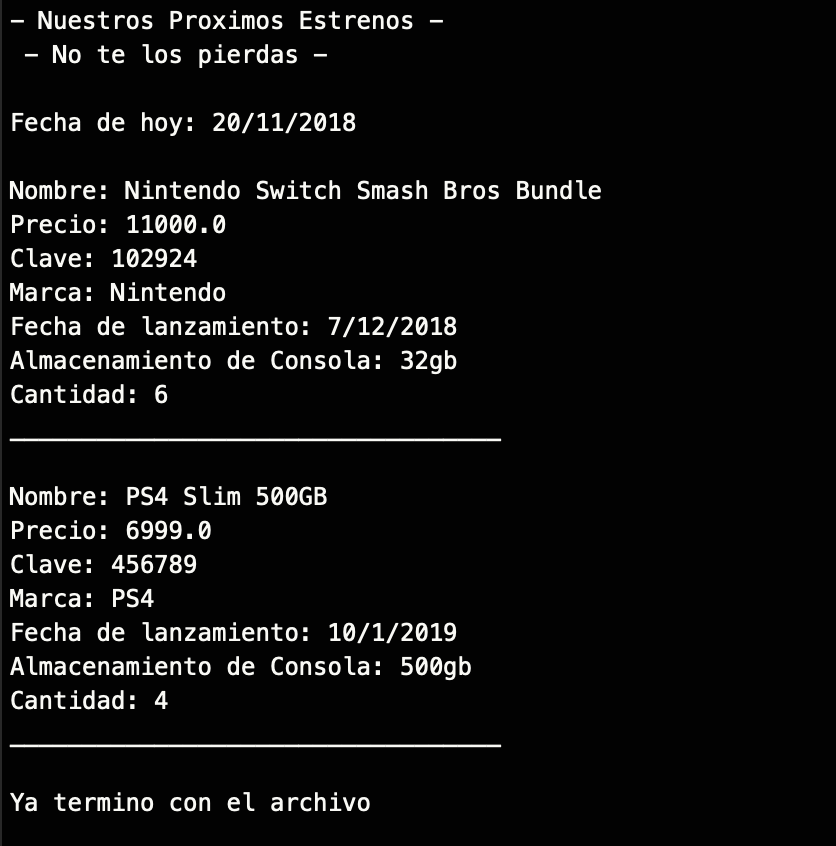 - Nuestros Proximos Estrenos -
- No te los pierdas -
Fecha de hoy: 20/11/2018
Nombre: Nintendo Switch Smash Bros Bundle
Precio: 11000.0
Clave: 102924
Marca: Nintendo
Fecha de lanzamiento: 7/12/2018
Almacenamiento de Consola: 32gb
Cantidad: 6
__________________________________
Nombre: PS4 Slim 500GB
Precio: 6999.0
Clave: 456789
Marca: PS4
Fecha de lanzamiento: 10/1/2019
Almacenamiento de Consola: 500gb
Cantidad: 4
__________________________________
Ya termino con el archivo